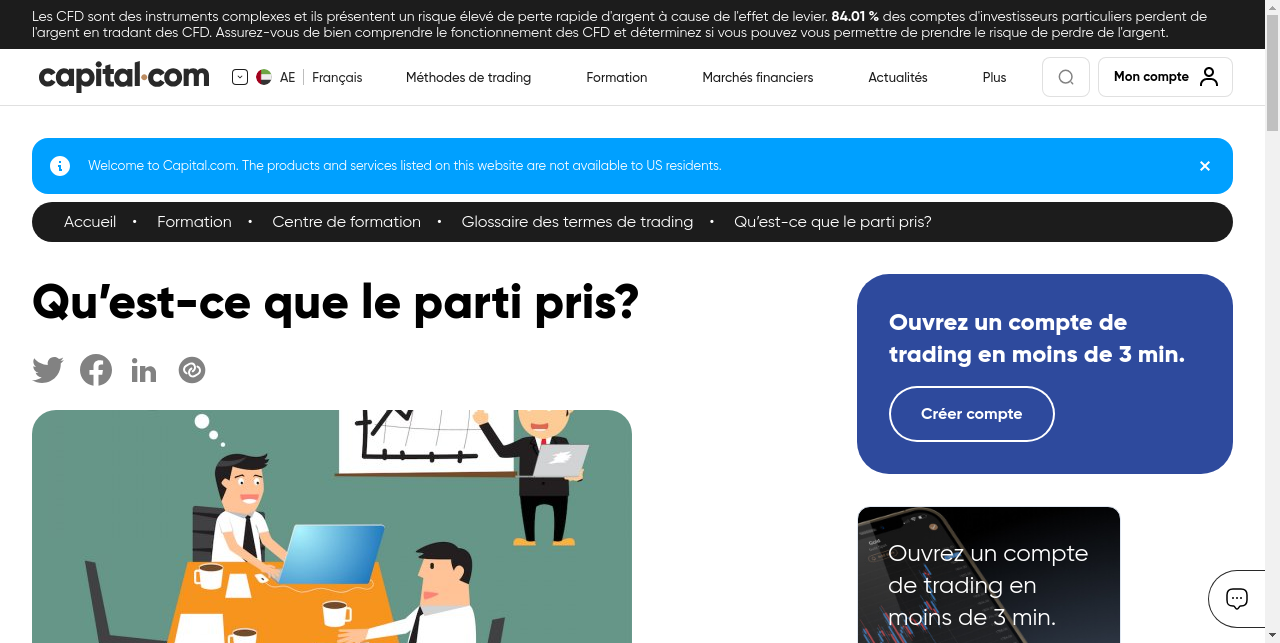 Les CFD sont des instruments complexes et ils présentent un risque élevé de perte rapide d'argent à cause de l'effet de levier. 84.01 % des comptes d'investisseurs particuliers perdent de
l'argent en tradant des CFD. Assurez-vous de bien comprendre le fonctionnement des CFD et déterminez si vous pouvez vous permettre de prendre le risque de perdre de l'argent.
capital.com AE Français Méthodes de trading Formation Marchés financiers Actualités Plus Mon compte
Welcome to Capital.com. The products and services listed on this website are not available to US residents.
Accueil • Formation • Centre de formation • Glossaire des termes de trading • Qu’est-ce que le parti pris?
Qu’est-ce que le parti pris?
Ouvrez un compte de
trading en moins de 3 min.
Créer compte
Ouvrez un compte
de trading en
moins de 3 min.